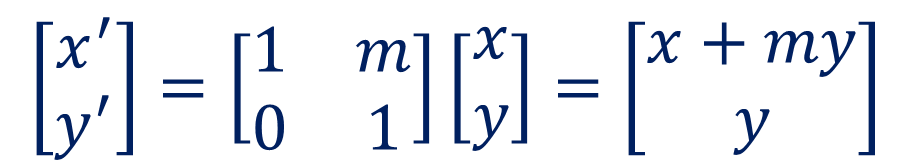 [x′ y′] = [1 m 0 1] [x y] = [x + my y]